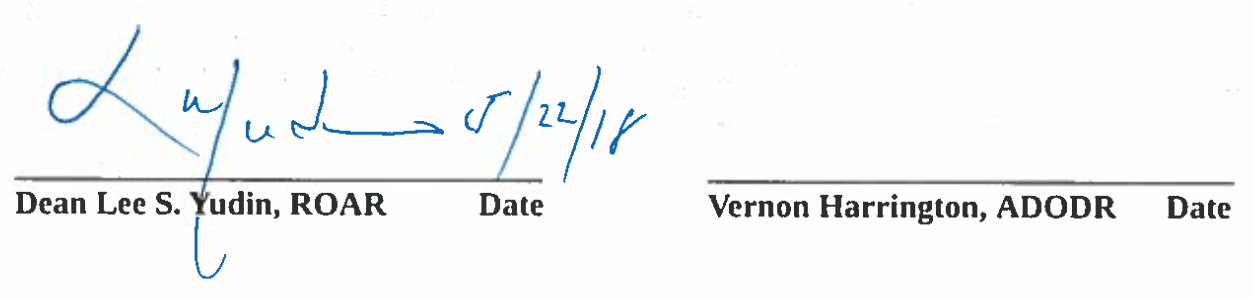 5/22/18
Dean Lee S. Yudin, ROAR Date Vernon Harrington, ADODR Date